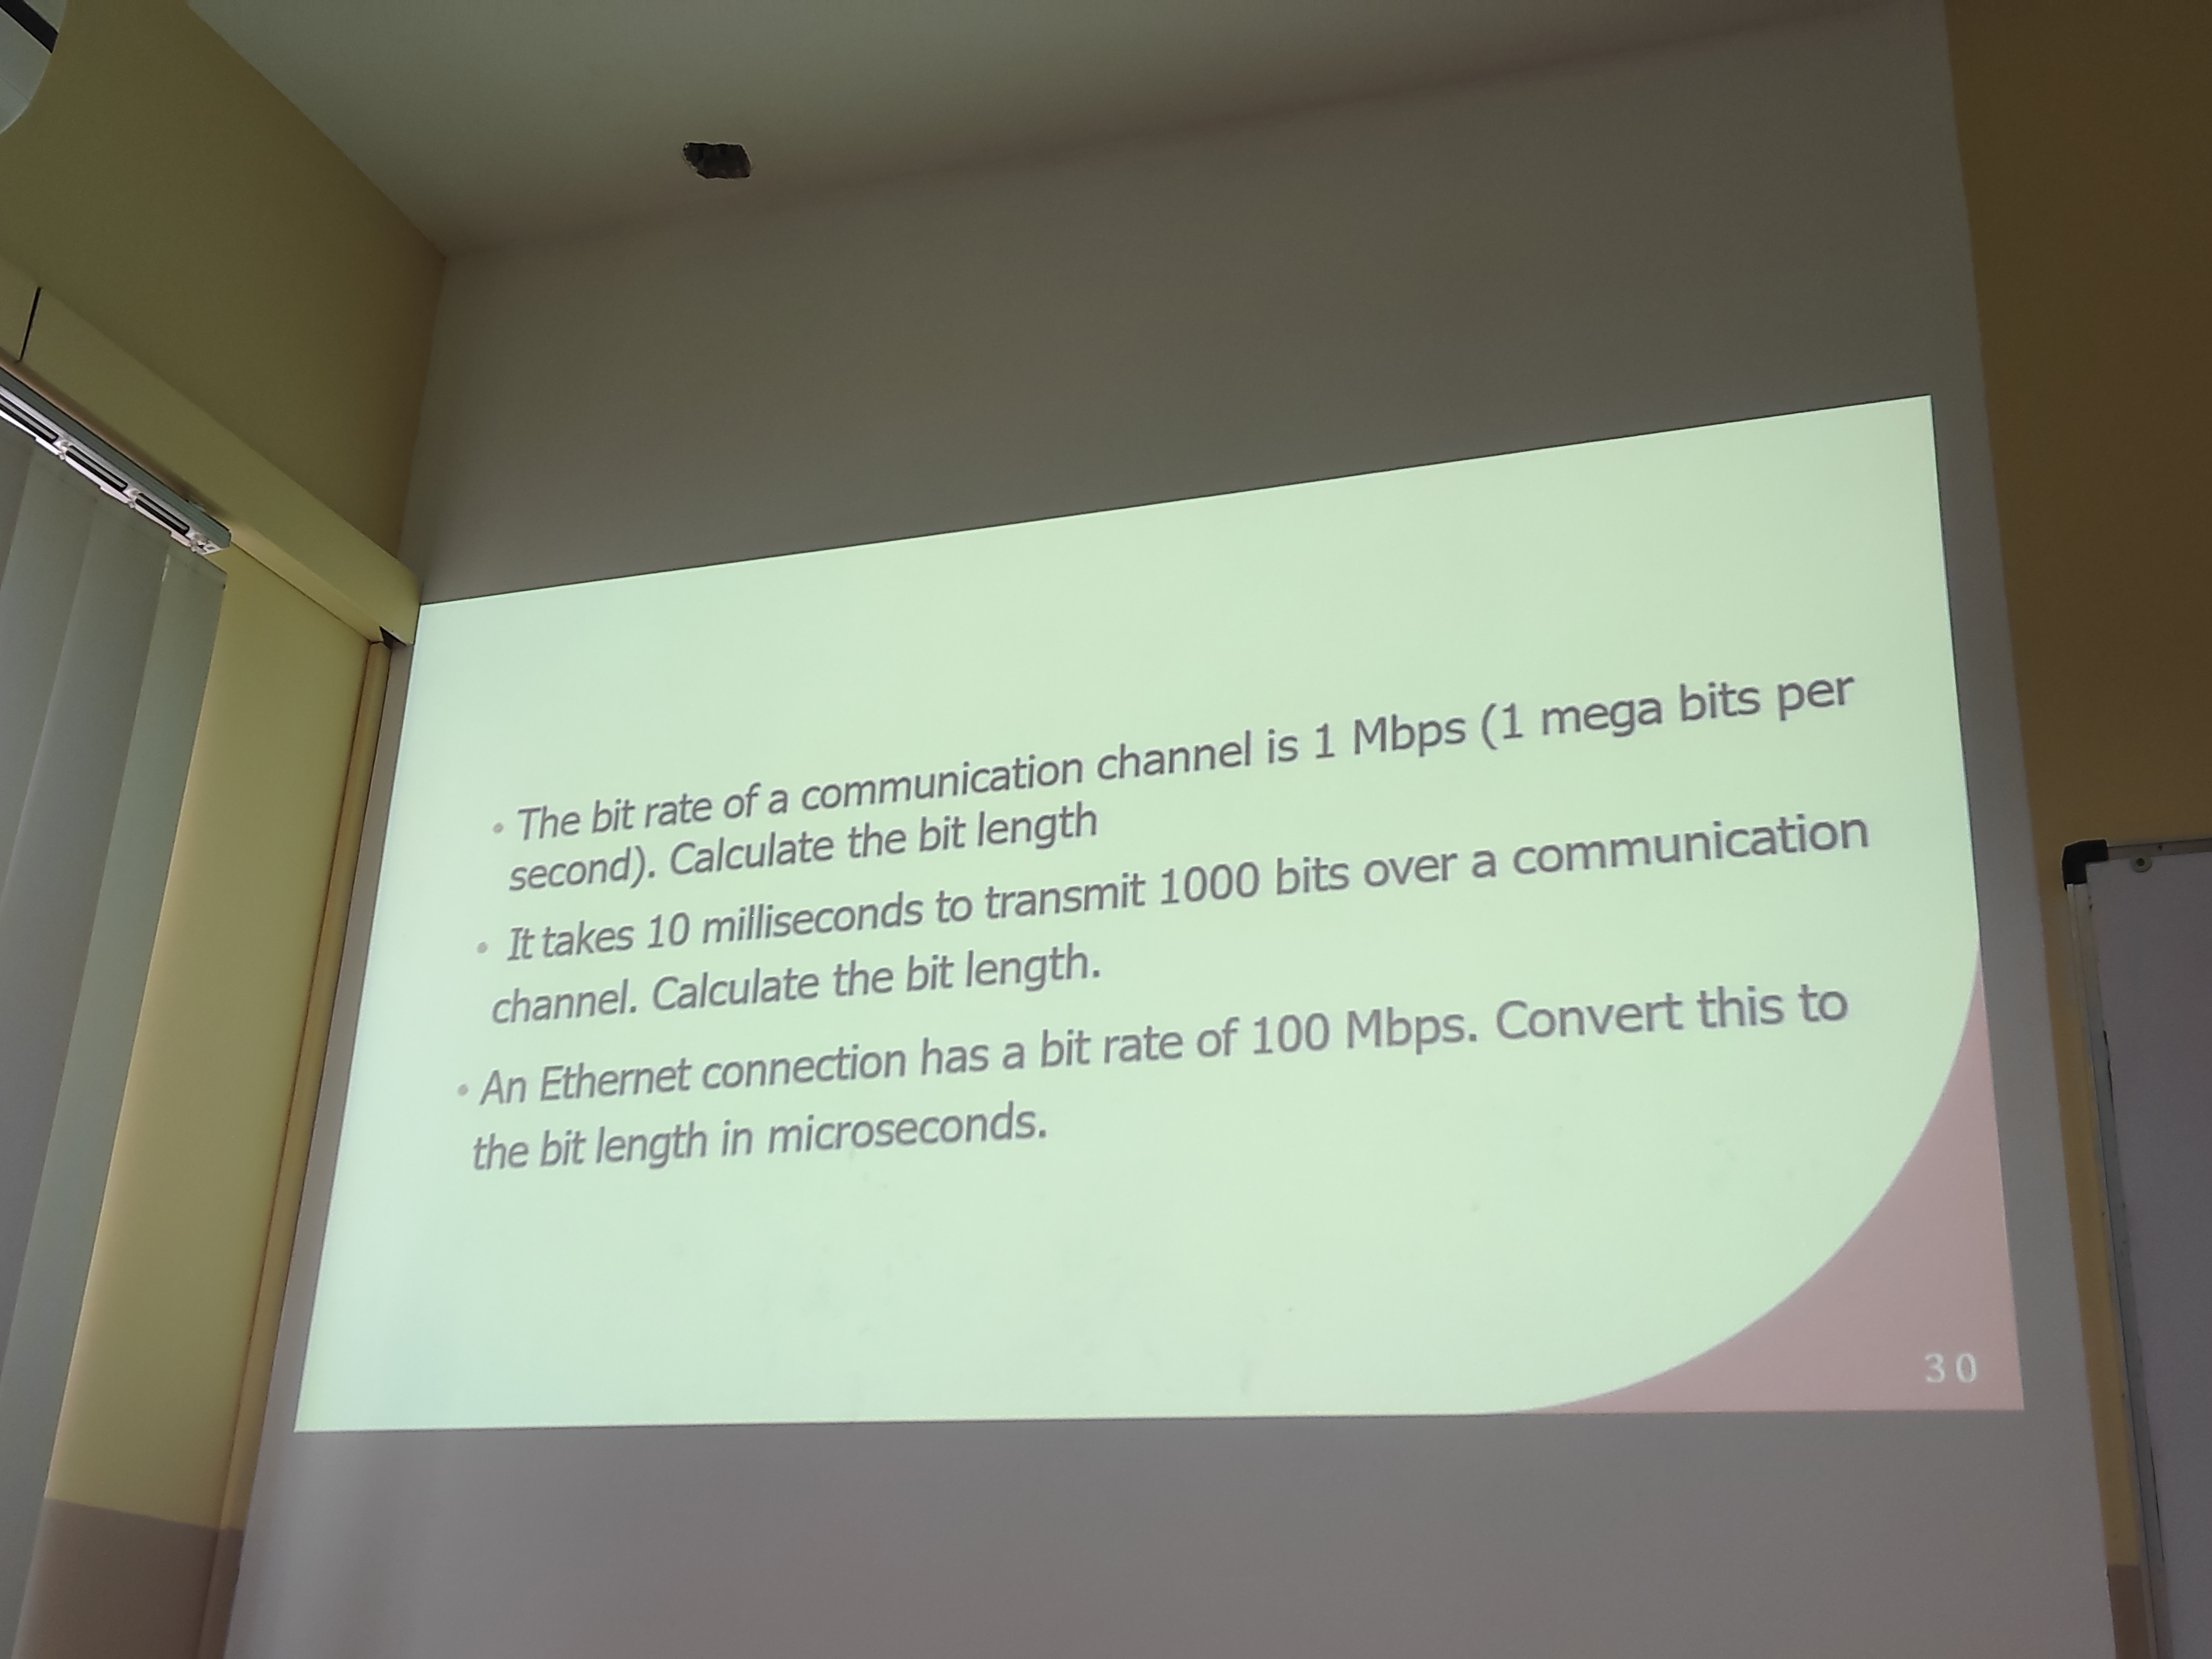 • The bit rate of a communication channel is 1 Mbps (1 mega bits per
second). Calculate the bit length
• It takes 10 milliseconds to transmit 1000 bits over a communication
channel. Calculate the bit length.
• An Ethernet connection has a bit rate of 100 Mbps. Convert this to
the bit length in microseconds.
30